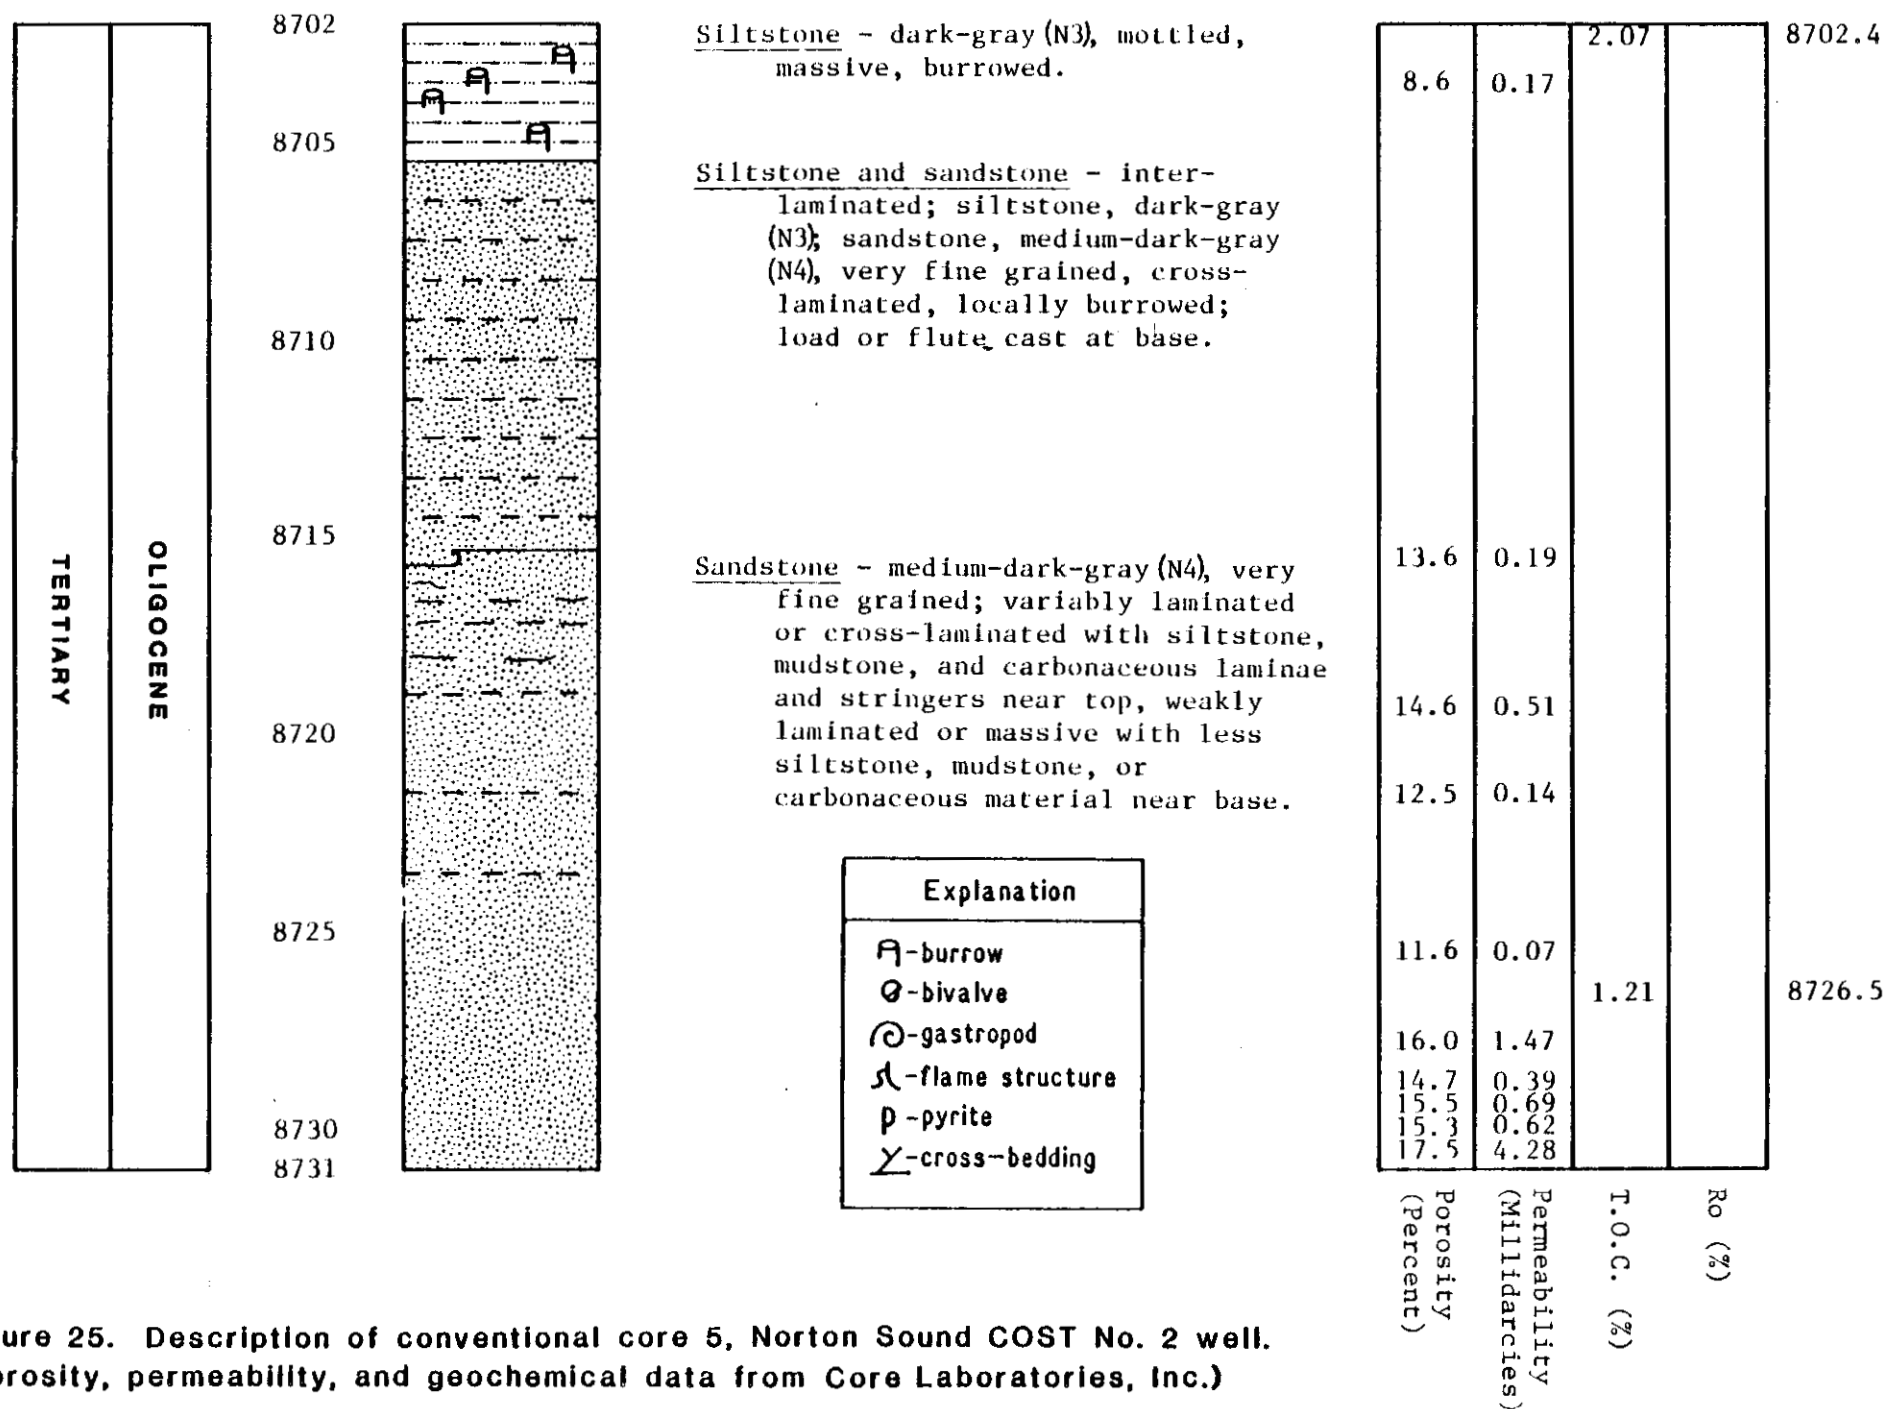 TERTIARY
OLIGOCENE
8702
8705
8710
8715
8720
8725
8730
8731
Siltstone - dark-gray (N3), mottled,
massive, burrowed.
Siltstone and sandstone - inter-
laminated; siltstone, dark-gray
(N3); sandstone, medium-dark-gray
(N4), very fine grained, cross-
laminated, locally burrowed;
load or flute cast at base.
Sandstone - medium-dark-gray (N4), very
fine grained; variably laminated
or cross-laminated with siltstone,
mudstone, and carbonaceous laminae
and stringers near top, weakly
laminated or massive with less
siltstone, mudstone, or
carbonaceous material near base.
Explanation
-burrow
-bivalve
-gastropod
-flame structure
p -pyrite
-cross-bedding
2.07 8702.4
8.6 0.17
13.6 0.19
14.6 0.51
12.5 0.14
11.6 0.07
1.21 8726.5
16.0 1.47
14.7 0.39
15.5 0.69
15.3 0.62
17.5 4.28
Porosity
(Percent)
Permeability
(Millidarcies)
T.O.C. (%)
Ro (%)
ure 25. Description of conventional core 5, Norton Sound COST No. 2 well.
orosity, permeability, and geochemical data from Core Laboratories, Inc.)